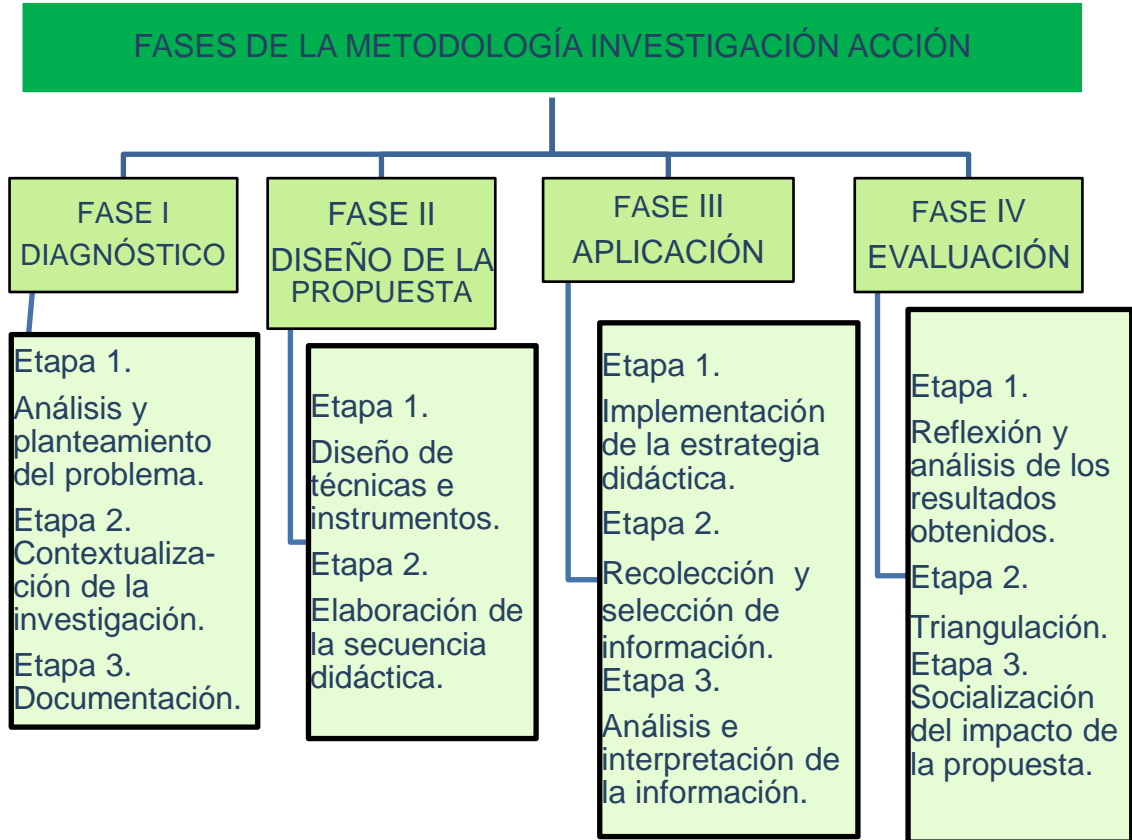 FASES DE LA METODOLOGÍA INVESTIGACIÓN ACCIÓN
FASE I
DIAGNÓSTICO
Etapa 1.
Análisis y
planteamiento
del problema.
Etapa 2.
Contextualiza-
ción de la
investigación.
Etapa 3.
Documentación.
FASE II
DISEÑO DE LA
PROPUESTA
Etapa 1.
Diseño de
técnicas e
instrumentos.
Etapa 2.
Elaboración de
la secuencia
didáctica.
FASE III
APLICACIÓN
Etapa 1.
Implementación
de la estrategia
didáctica.
Etapa 2.
Recolección y
selección de
información.
Etapa 3.
Análisis e
interpretación de
la información.
FASE IV
EVALUACIÓN
Etapa 1.
Reflexión y
análisis de los
resultados
obtenidos.
Etapa 2.
Triangulación.
Etapa 3.
Socialización
del impacto de
la propuesta.